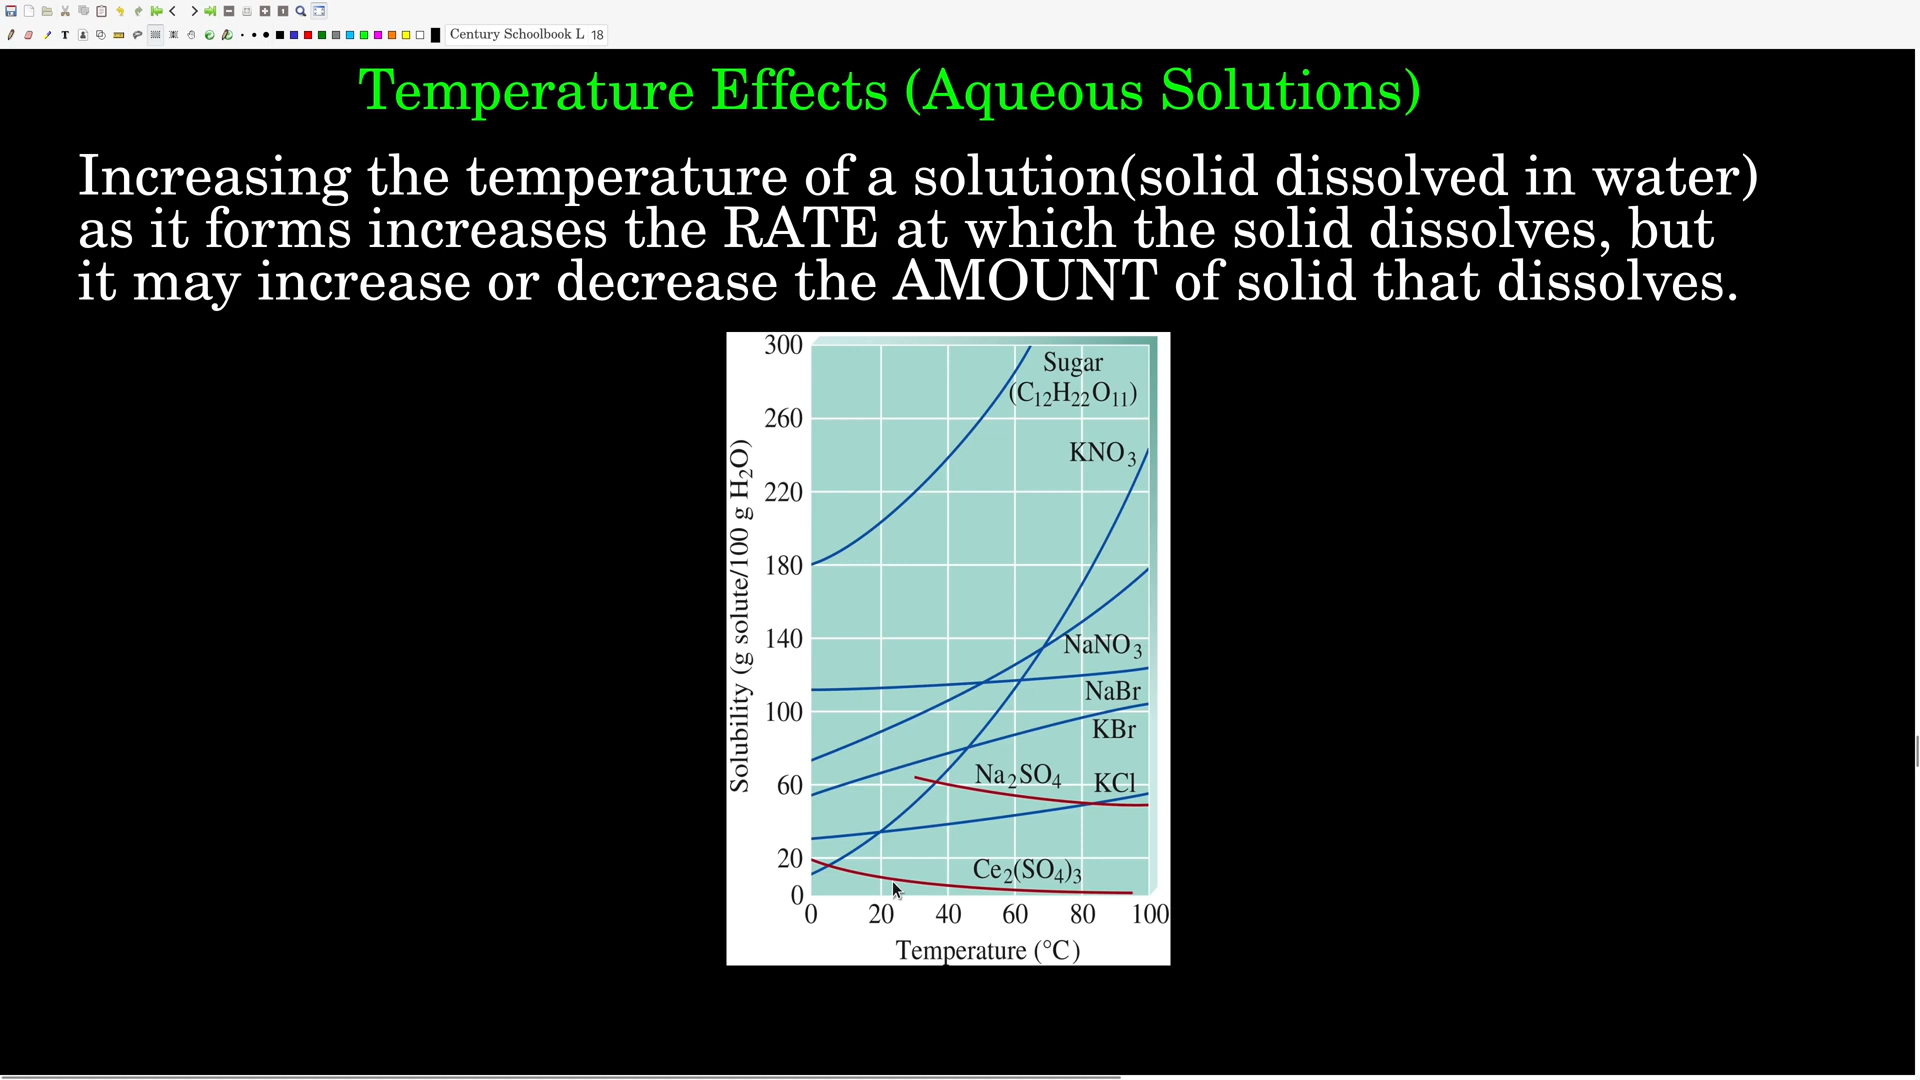 Century Schoolbook L 18
Temperature Effects (Aqueous Solutions)
Increasing the temperature of a solution(solid dissolved in water)
as it forms increases the RATE at which the solid dissolves, but
it may increase or decrease the AMOUNT of solid that dissolves.
300
260
220
180
140
100
60
20
0
Solubility (g solute/100 g H₂O)
Sugar
(C₁₂H₂₂O₁₁)
KNO₃
NaNO₃
NaBr
KBr
Na₂SO₄
KCl
Ce₂(SO₄)₃
0 20 40 60 80 100
Temperature (°C)